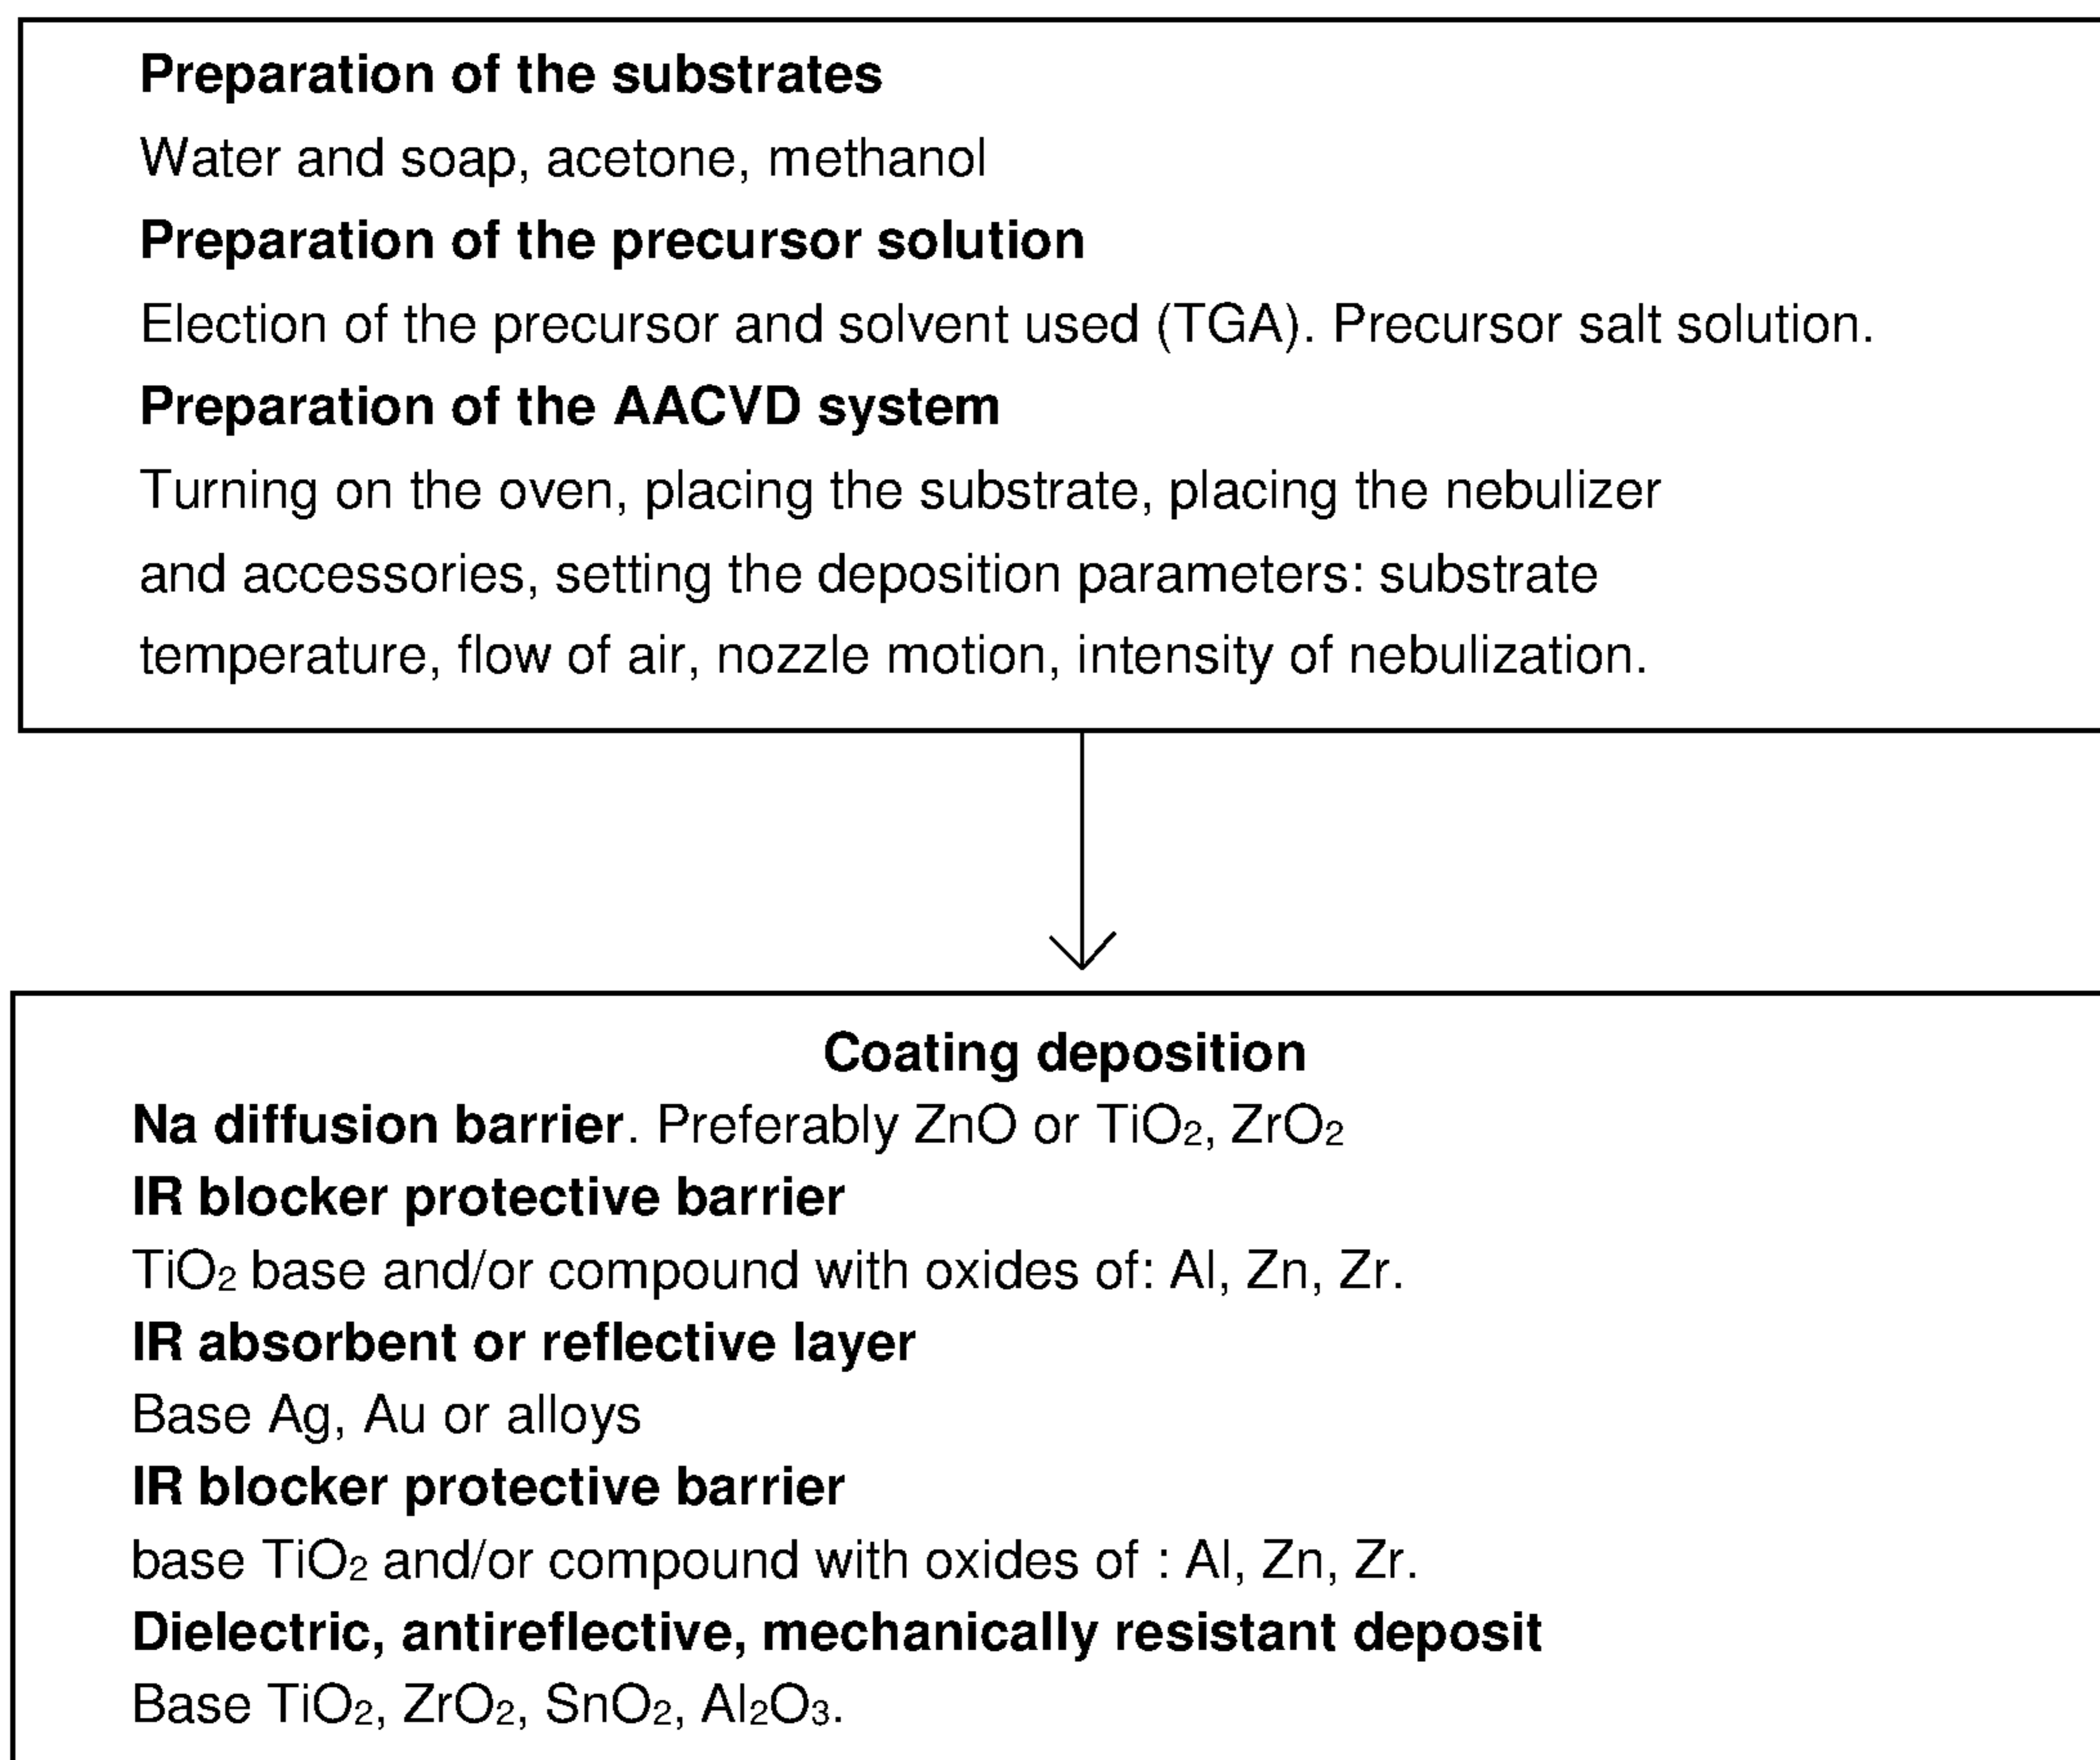 Preparation of the substrates
Water and soap, acetone, methanol
Preparation of the precursor solution
Election of the precursor and solvent used (TGA). Precursor salt solution.
Preparation of the AACVD system
Turning on the oven, placing the substrate, placing the nebulizer
and accessories, setting the deposition parameters: substrate
temperature, flow of air, nozzle motion, intensity of nebulization.
Coating deposition
Na diffusion barrier. Preferably ZnO or TiO₂, ZrO₂
IR blocker protective barrier
TiO₂ base and/or compound with oxides of: Al, Zn, Zr.
IR absorbent or reflective layer
Base Ag, Au or alloys
IR blocker protective barrier
base TiO₂ and/or compound with oxides of : Al, Zn, Zr.
Dielectric, antireflective, mechanically resistant deposit
Base TiO₂, ZrO₂, SnO₂, Al₂O₃.